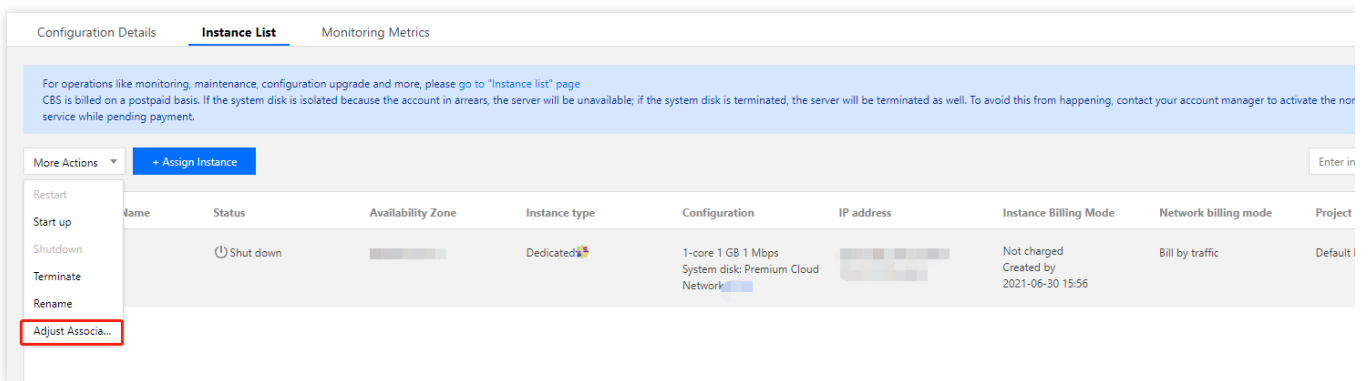 Configuration Details Instance List Monitoring Metrics
For operations like monitoring, maintenance, configuration upgrade and more, please go to "Instance list" page
CBS is billed on a postpaid basis. If the system disk is isolated because the account in arrears, the server will be unavailable; if the system disk is terminated, the server will be terminated as well. To avoid this from happening, contact your account manager to activate the nor
service while pending payment.
More Actions + Assign Instance Enter in
Restart
Start up
Shutdown
Terminate
Rename
Adjust Associa...
Name Status Availability Zone Instance type Configuration IP address Instance Billing Mode Network billing mode Project
Shut down Dedicated 1-core 1 GB 1 Mbps Not charged Bill by traffic Default
System disk: Premium Cloud Created by
Network 2021-06-30 15:56